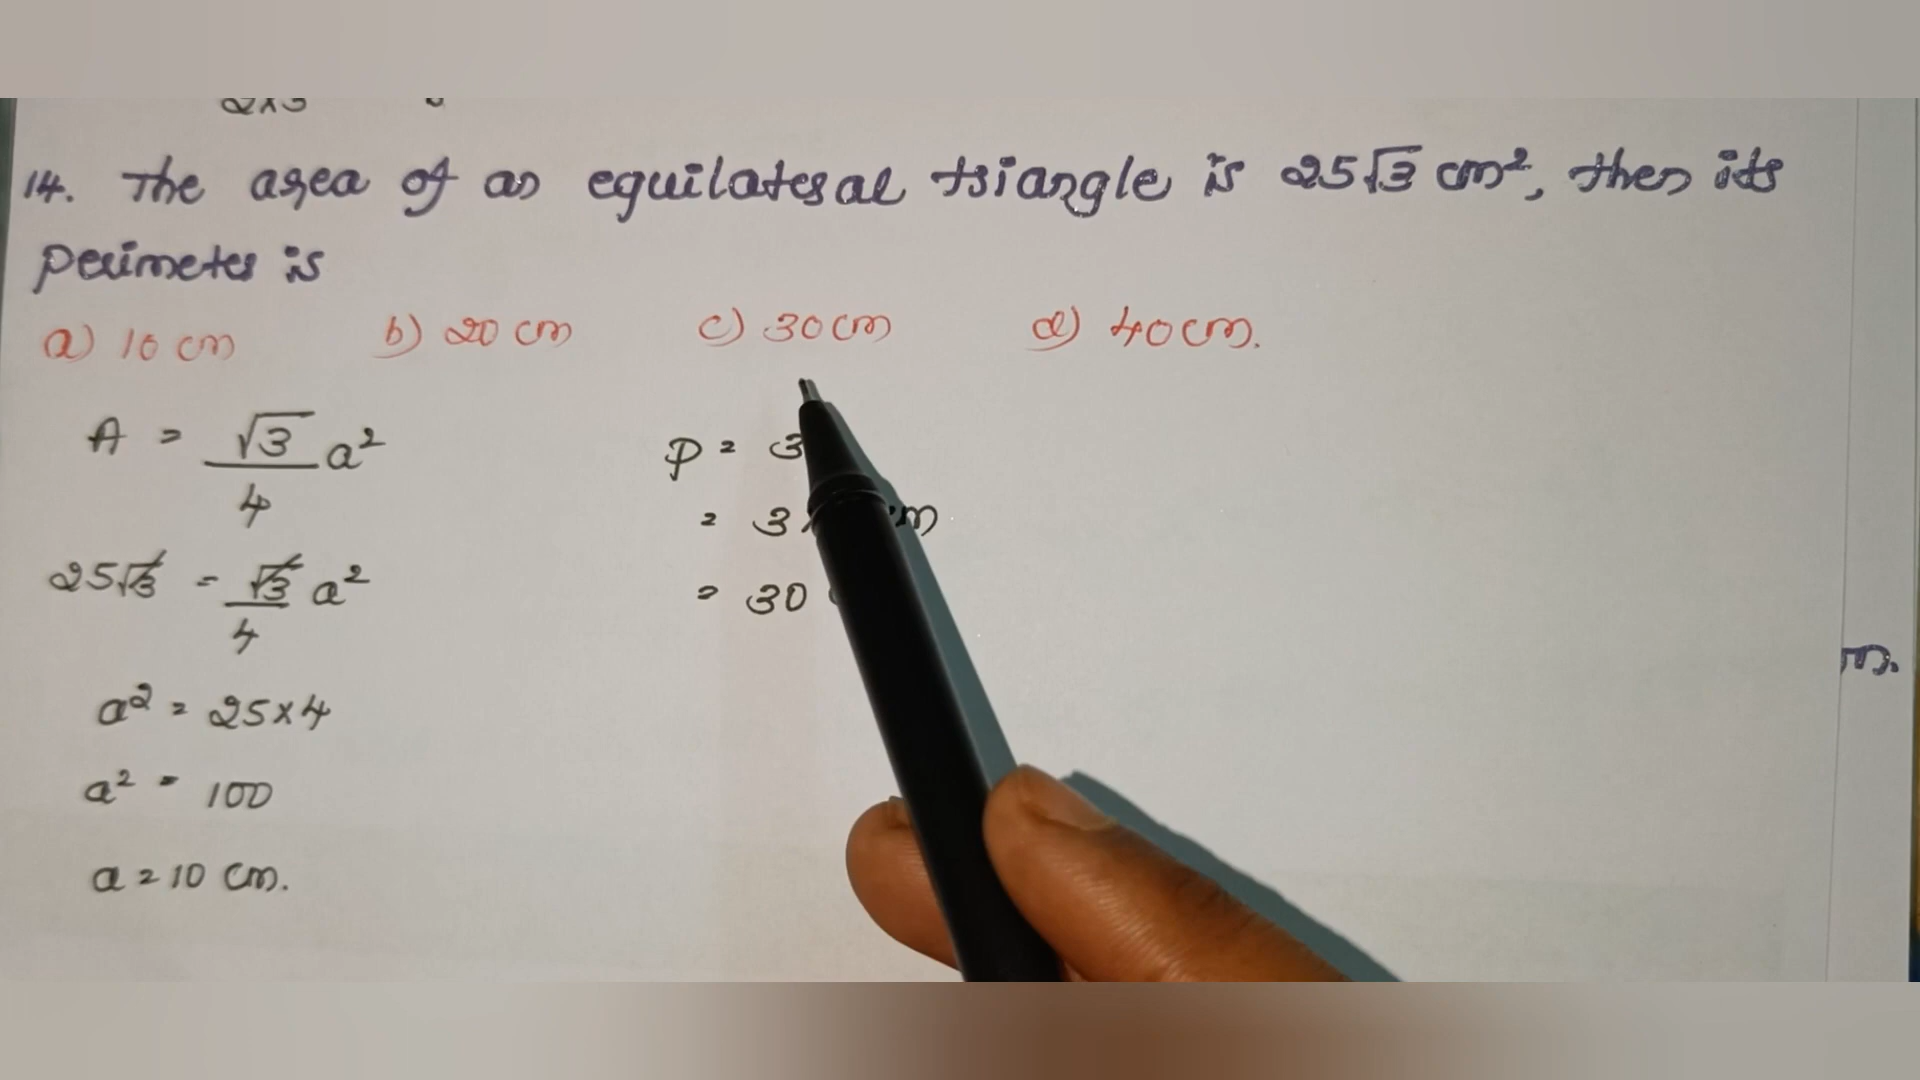 14. The area of an equilateral triangle is 25√3 cm², then its
perimeter is
a) 10 cm b) 20 cm c) 30 cm d) 40 cm.
A = √3/4 a²
25√3 = √3/4 a²
a² = 25×4
a² = 100
a = 10 cm.
P = 3
= 3
= 30
m.